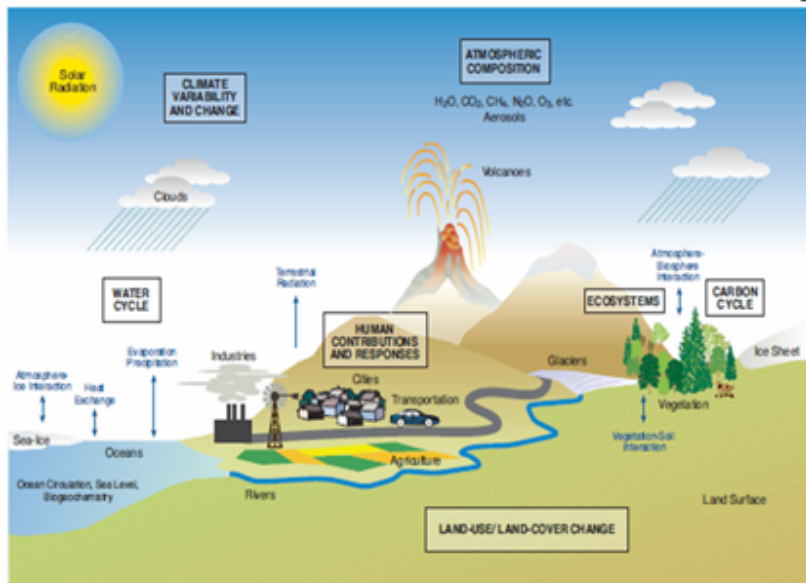 Solar
Radiation
CLIMATE
VARIABILITY
AND CHANGE
ATMOSPHERIC
COMPOSITION
H₂O, CO₂, CH₄, N₂O, O₃, etc.
Aerosols
Volcanoes
Clouds
Atmosphere-
Biosphere
Interaction
Terrestrial
Radiation
WATER
CYCLE
ECOSYSTEMS
CARBON
CYCLE
HUMAN
CONTRIBUTIONS
AND RESPONSES
Evaporation
Precipitation
Industries
Glaciers
Ice Sheet
Atmosphere-
Ice Interaction
Heat
Exchange
Cities
Transportation
Vegetation
Sea-Ice
Oceans
Vegetation-Soil
Interaction
Agriculture
Ocean Circulation, Sea Level,
Biogeochemistry
Rivers
Land Surface
LAND-USE/ LAND-COVER CHANGE